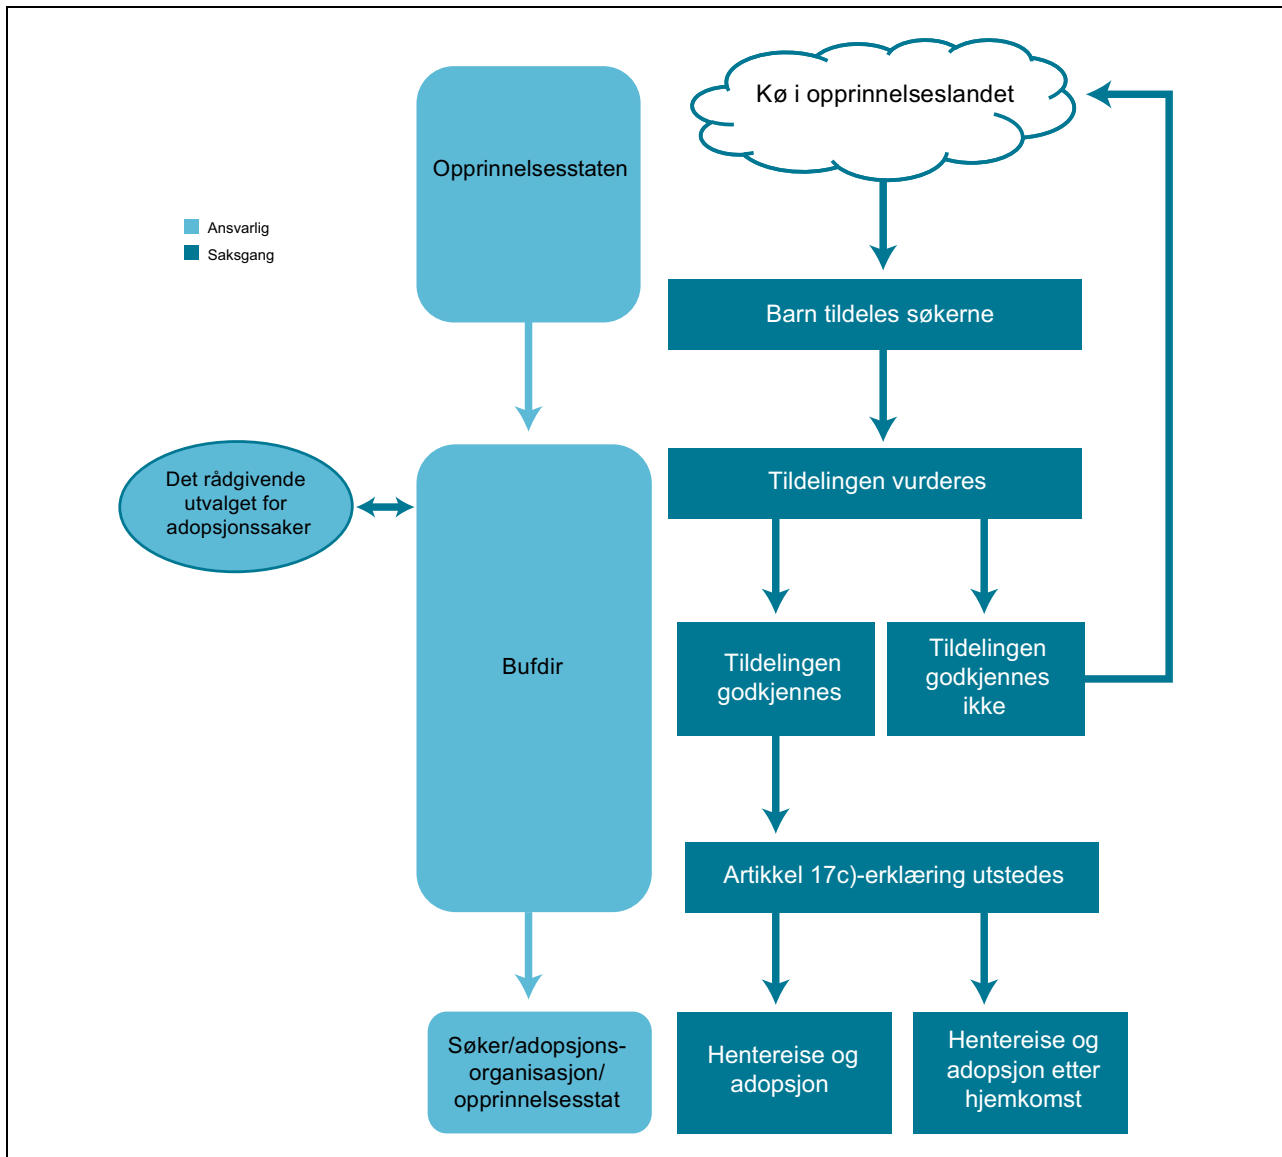 Kø i opprinnelseslandet
Opprinnelsesstaten
Ansvarlig
Saksgang
Barn tildeles søkerne
Det rådgivende
utvalget for
adopsjonssaker
Tildelingen vurderes
Bufdir
Tildelingen
godkjennes
Tildelingen
godkjennes
ikke
Artikkel 17c)-erklæring utstedes
Søker/adopsjons-
organisasjon/
opprinnelsesstat
Hentereise og
adopsjon
Hentereise og
adopsjon etter
hjemkomst